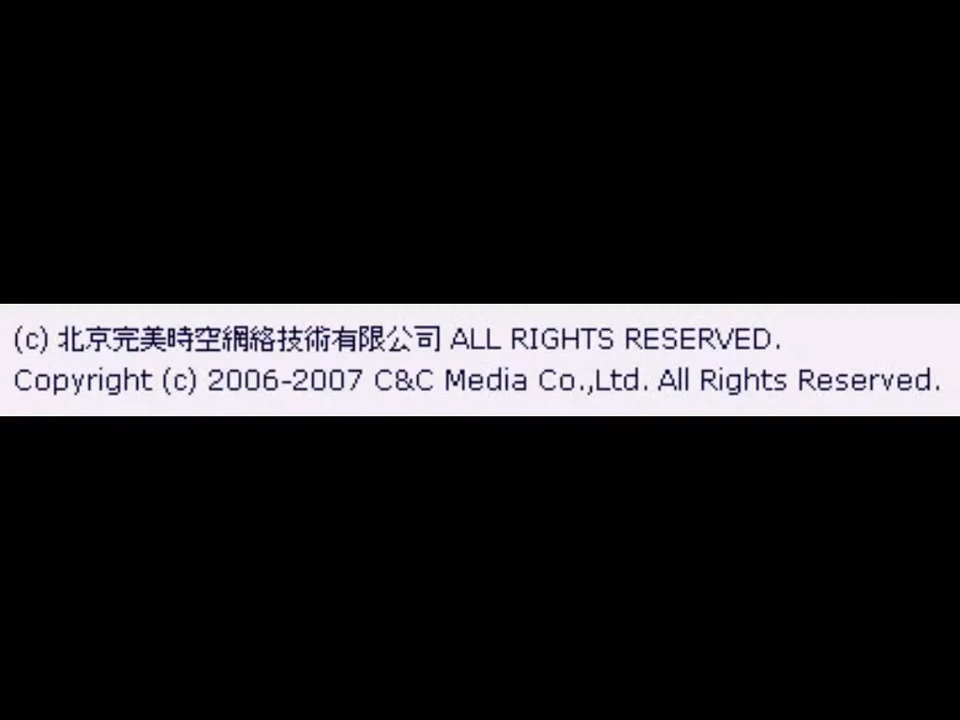 (c) 北京完美時空網絡技術有限公司 ALL RIGHTS RESERVED.
Copyright (c) 2006-2007 C&C Media Co.,Ltd. All Rights Reserved.